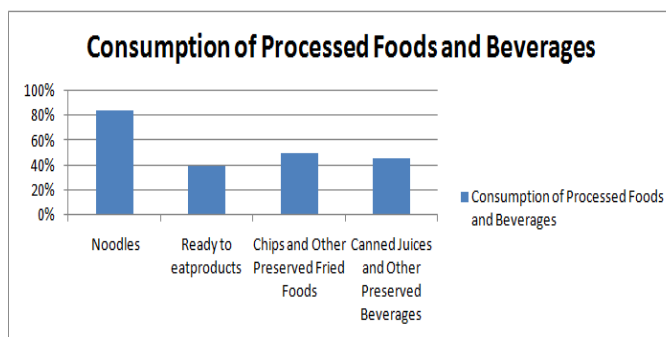 Consumption of Processed Foods and Beverages
100%
80%
60%
40%
20%
0%
Noodles
Ready to
eatproducts
Chips and Other
Preserved Fried
Foods
Canned Juices
and Other
Preserved
Beverages
Consumption of Processed Foods
and Beverages